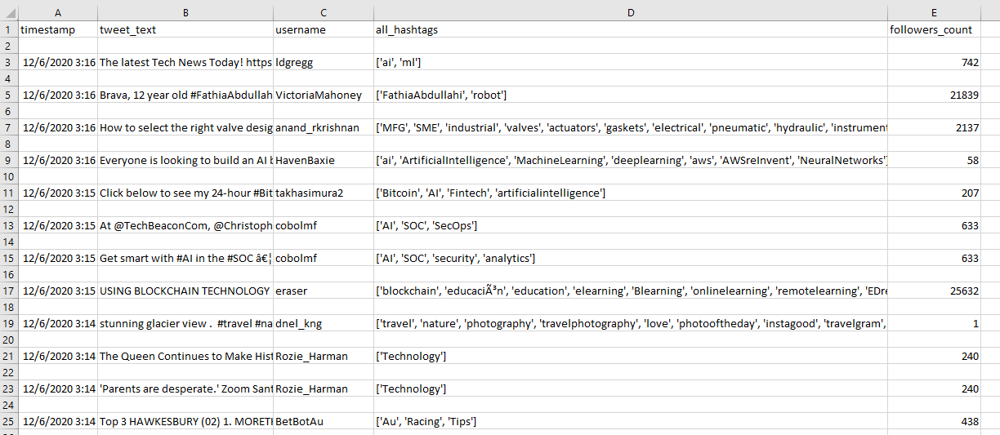 A B C D E
1 timestamp tweet_text username all_hashtags followers_count
2
3 12/6/2020 3:16 The latest Tech News Today! https ldgregg ['ai', 'ml'] 742
4
5 12/6/2020 3:16 Brava, 12 year old #FathiaAbdullah VictoriaMahoney ['FathiaAbdullahi', 'robot'] 21839
6
7 12/6/2020 3:16 How to select the right valve desig anand_rkrishnan ['MFG', 'SME', 'industrial', 'valves', 'actuators', 'gaskets', 'electrical', 'pneumatic', 'hydraulic', 'instrument 2137
8
9 12/6/2020 3:16 Everyone is looking to build an AI b HavenBaxie ['ai', 'ArtificialIntelligence', 'MachineLearning', 'deeplearning', 'aws', 'AWSreInvent', 'NeuralNetworks'] 58
10
11 12/6/2020 3:15 Click below to see my 24-hour #Bit takhasimura2 ['Bitcoin', 'AI', 'Fintech', 'artificialintelligence'] 207
12
13 12/6/2020 3:15 At @TechBeaconCom, @Christoph cobolmf ['AI', 'SOC', 'SecOps'] 633
14
15 12/6/2020 3:15 Get smart with #AI in the #SOC â€¦ cobolmf ['AI', 'SOC', 'security', 'analytics'] 633
16
17 12/6/2020 3:15 USING BLOCKCHAIN TECHNOLOGY eraser ['blockchain', 'educaciÃ³n', 'education', 'elearning', 'Blearning', 'onlinelearning', 'remotelearning', 'EDre 25632
18
19 12/6/2020 3:14 stunning glacier view . #travel #na dnel_kng ['travel', 'nature', 'photography', 'travelphotography', 'love', 'photooftheday', 'instagood', 'travelgram', 1
20
21 12/6/2020 3:14 The Queen Continues to Make Hist Rozie_Harman ['Technology'] 240
22
23 12/6/2020 3:14 'Parents are desperate.' Zoom Sant Rozie_Harman ['Technology'] 240
24
25 12/6/2020 3:14 Top 3 HAWKESBURY (02) 1. MORETH BetBotAu ['Au', 'Racing', 'Tips'] 438